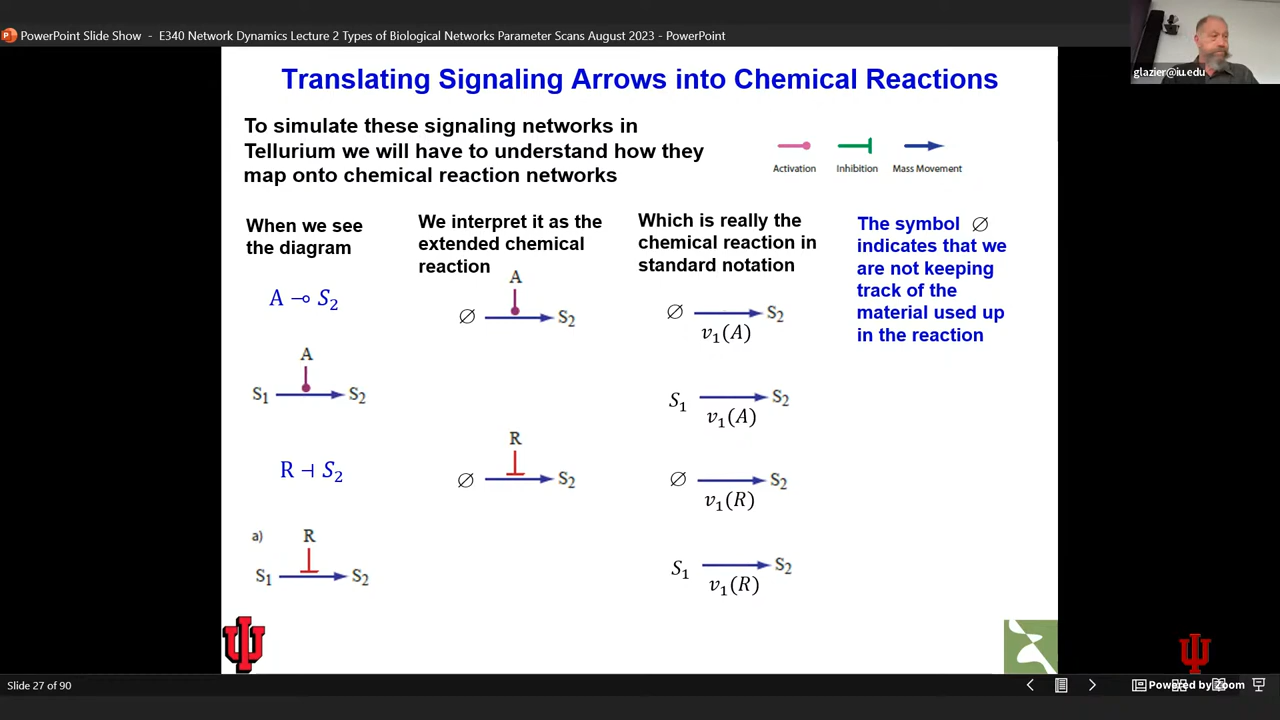 PowerPoint Slide Show - E340 Network Dynamics Lecture 2 Types of Biological Networks Parameter Scans August 2023 - PowerPoint
glazier@iu.edu
Translating Signaling Arrows into Chemical Reactions
To simulate these signaling networks in
Tellurium we will have to understand how they
map onto chemical reaction networks
Activation
Inhibition
Mass Movement
When we see
the diagram
A ⊸ S₂
A
S₁ S₂
R ⊣ S₂
a) R
S₁ S₂
We interpret it as the
extended chemical
reaction
A
∅ S₂
R
∅ S₂
Which is really the
chemical reaction in
standard notation
∅ S₂
v₁(A)
S₁ S₂
v₁(A)
∅ S₂
v₁(R)
S₁ S₂
v₁(R)
The symbol ∅
indicates that we
are not keeping
track of the
material used up
in the reaction
Slide 27 of 90
Powered by Zoom